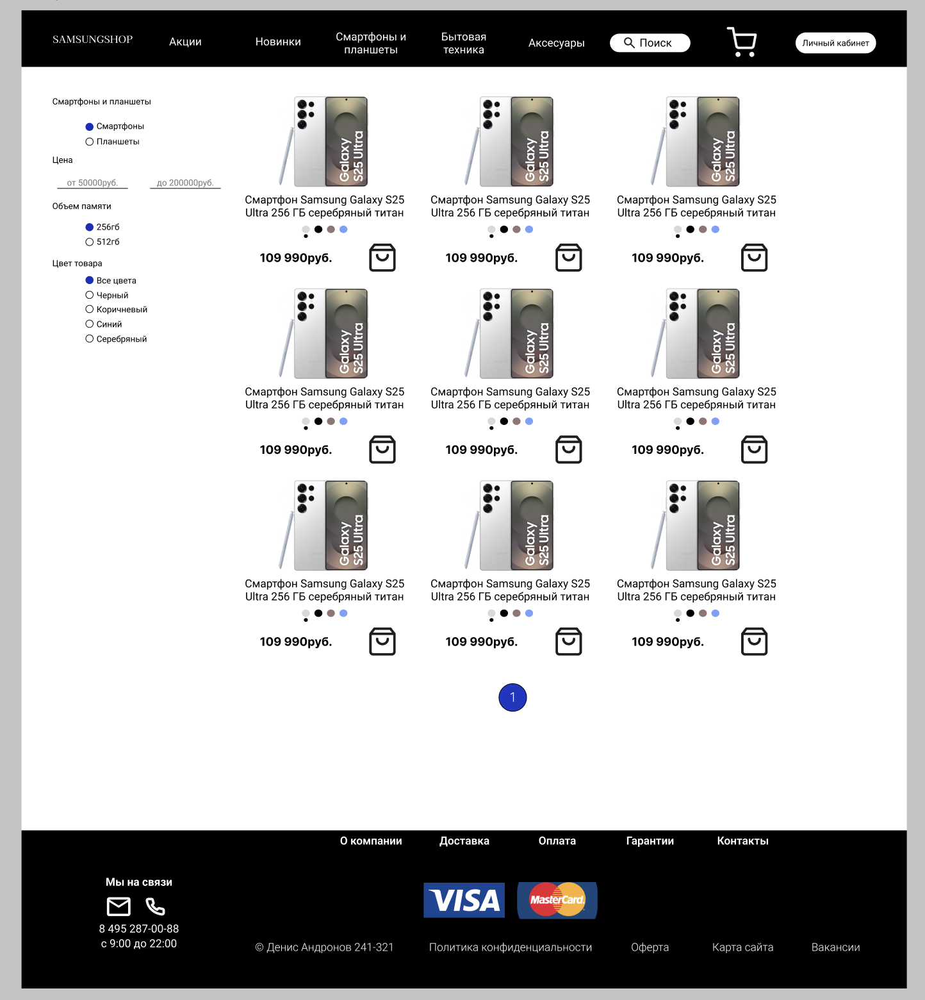 SAMSUNGSHOP
Акции
Новинки
Смартфоны и
планшеты
Бытовая
техника
Аксесуары
Поиск
Личный кабинет
Смартфоны и планшеты
Смартфоны
Планшеты
Цена
от 50000руб.
до 200000руб.
Объем памяти
256гб
512гб
Цвет товара
Все цвета
Черный
Коричневый
Синий
Серебряный
Galaxy
S25 Ultra
Смартфон Samsung Galaxy S25
Ultra 256 ГБ серебряный титан
109 990руб.
Galaxy
S25 Ultra
Смартфон Samsung Galaxy S25
Ultra 256 ГБ серебряный титан
109 990руб.
Galaxy
S25 Ultra
Смартфон Samsung Galaxy S25
Ultra 256 ГБ серебряный титан
109 990руб.
Galaxy
S25 Ultra
Смартфон Samsung Galaxy S25
Ultra 256 ГБ серебряный титан
109 990руб.
Galaxy
S25 Ultra
Смартфон Samsung Galaxy S25
Ultra 256 ГБ серебряный титан
109 990руб.
Galaxy
S25 Ultra
Смартфон Samsung Galaxy S25
Ultra 256 ГБ серебряный титан
109 990руб.
Galaxy
S25 Ultra
Смартфон Samsung Galaxy S25
Ultra 256 ГБ серебряный титан
109 990руб.
Galaxy
S25 Ultra
Смартфон Samsung Galaxy S25
Ultra 256 ГБ серебряный титан
109 990руб.
Galaxy
S25 Ultra
Смартфон Samsung Galaxy S25
Ultra 256 ГБ серебряный титан
109 990руб.
1
О компании
Доставка
Оплата
Гарантии
Контакты
Мы на связи
8 495 287-00-88
с 9:00 до 22:00
VISA
MasterCard.
© Денис Андронов 241-321
Политика конфиденциальности
Оферта
Карта сайта
Вакансии